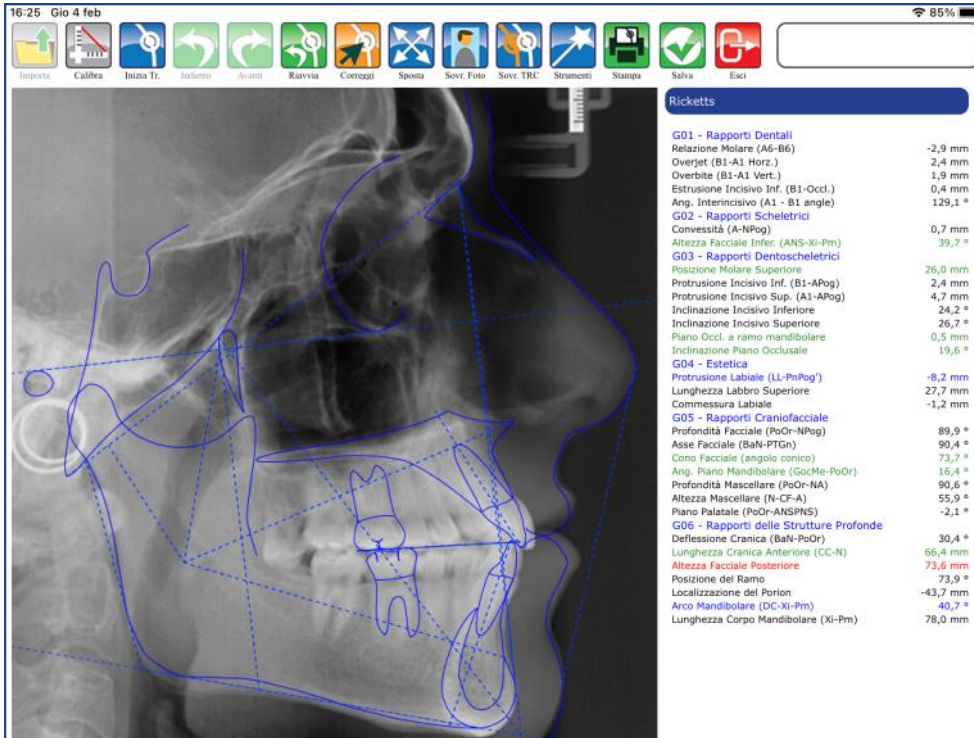 16:25 Gio 4 feb 85%
Importa Calibra Inizia Tr. Indietro Avanti Riavvia Correggi Sposta Sovr. Foto Sovr. TRC Strumenti Stampa Salva Esci
Ricketts
G01 - Rapporti Dentali
Relazione Molare (A6-B6) -2,9 mm
Overjet (B1-A1 Horz.) 2,4 mm
Overbite (B1-A1 Vert.) 1,9 mm
Estrusione Incisivo Inf. (B1-Occl.) 0,4 mm
Ang. Interincisivo (A1 - B1 angle) 129,1 °
G02 - Rapporti Scheletrici
Convessità (A-NPog) 0,7 mm
Altezza Facciale Infer. (ANS-Xi-Pm) 39,7 °
G03 - Rapporti Dentoscheletrici
Posizione Molare Superiore 26,0 mm
Protrusione Incisivo Inf. (B1-APog) 2,4 mm
Protrusione Incisivo Sup. (A1-APog) 4,7 mm
Inclinazione Incisivo Inferiore 24,2 °
Inclinazione Incisivo Superiore 26,7 °
Piano Occl. a ramo mandibolare 0,5 mm
Inclinazione Piano Occlusale 19,6 °
G04 - Estetica
Protrusione Labiale (LL-PnPog') -8,2 mm
Lunghezza Labbro Superiore 27,7 mm
Commessura Labiale -1,2 mm
G05 - Rapporti Craniofacciale
Profondità Facciale (PoOr-NPog) 89,9 °
Asse Facciale (BaN-PTGn) 90,4 °
Cono Facciale (angolo conico) 73,7 °
Ang. Piano Mandibolare (GocMe-PoOr) 16,4 °
Profondità Mascellare (PoOr-NA) 90,6 °
Altezza Mascellare (N-CF-A) 55,9 °
Piano Palatale (PoOr-ANSPNS) -2,1 °
G06 - Rapporti delle Strutture Profonde
Deflessione Cranica (BaN-PoOr) 30,4 °
Lunghezza Cranica Anteriore (CC-N) 66,4 mm
Altezza Facciale Posteriore 73,6 mm
Posizione del Ramo 73,9 °
Localizzazione del Porion -43,7 mm
Arco Mandibolare (DC-Xi-Pm) 40,7 °
Lunghezza Corpo Mandibolare (Xi-Pm) 78,0 mm